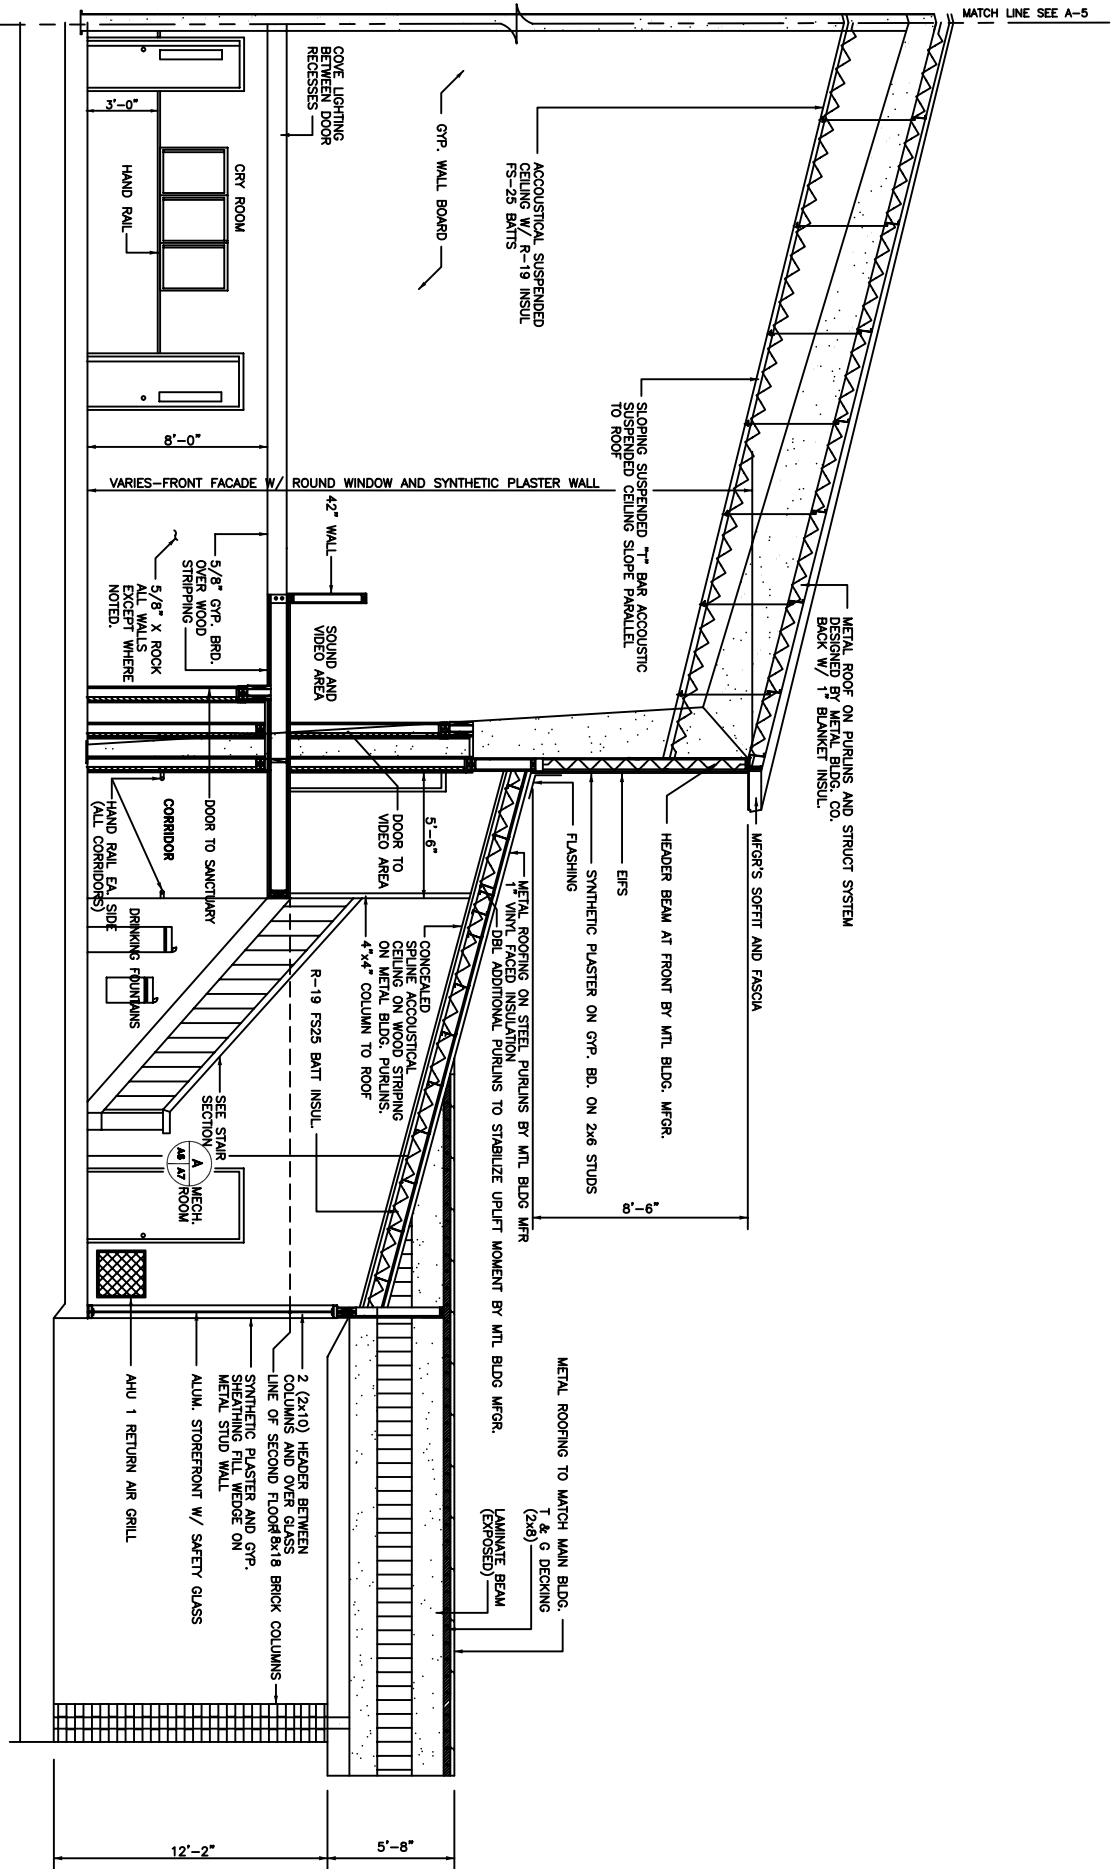 MATCH LINE SEE A-5
COVE LIGHTING
BETWEEN DOOR
RECESSES
GYP. WALL BOARD
ACCOUSTICAL SUSPENDED
CEILING W/ R-19 INSUL
FS-25 BATTS
3'-0"
HAND RAIL
CRY ROOM
8'-0"
VARIES-FRONT FACADE W/ ROUND WINDOW AND SYNTHETIC PLASTER WALL
SLOPING SUSPENDED "T" BAR ACCOUSTIC
SUSPENDED CEILING SLOPE PARALLEL
TO ROOF
METAL ROOF ON PURLINS AND STRUCT SYSTEM
DESIGNED BY METAL BLDG. CO.
BACK W/ 1" BLANKET INSUL.
42" WALL
5/8" GYP. BRD.
OVER WOOD
STRIPPING
5/8" X ROCK
ALL WALLS
EXCEPT WHERE
NOTED.
SOUND AND
VIDEO AREA
MFGR'S SOFFIT AND FASCIA
HEADER BEAM AT FRONT BY MTL BLDG. MFGR.
EIFS
SYNTHETIC PLASTER ON GYP. BD. ON 2x6 STUDS
FLASHING
5'-6"
DOOR TO
VIDEO AREA
DOOR TO SANCTUARY
CORRIDOR
HAND RAIL EA. SIDE
(ALL CORRIDORS)
DRINKING FOUNTAINS
METAL ROOFING ON STEEL PURLINS BY MTL BLDG MFR
1" VINYL FACED INSULATION
DBL ADDITIONAL PURLINS TO STABILIZE UPLIFT MOMENT BY MTL BLDG MFGR.
CONCEALED
SPLINE ACCOUSTICAL
CEILING ON WOOD STRIPING
ON METAL BLDG. PURLINS.
4"x4" COLUMN TO ROOF
R-19 FS25 BATT INSUL.
SEE STAIR
SECTION
A
A6 A7
MECH.
ROOM
8'-6"
METAL ROOFING TO MATCH MAIN BLDG.
T & G DECKING
(2x8)
LAMINATE BEAM
(EXPOSED)
2 (2x10) HEADER BETWEEN
COLUMNS AND OVER GLASS
LINE OF SECOND FLOOR
18x18 BRICK COLUMNS
SYNTHETIC PLASTER AND GYP.
SHEATHING FILL WEDGE ON
METAL STUD WALL
ALUM. STOREFRONT W/ SAFETY GLASS
AHU 1 RETURN AIR GRILL
12'-2"
5'-8"